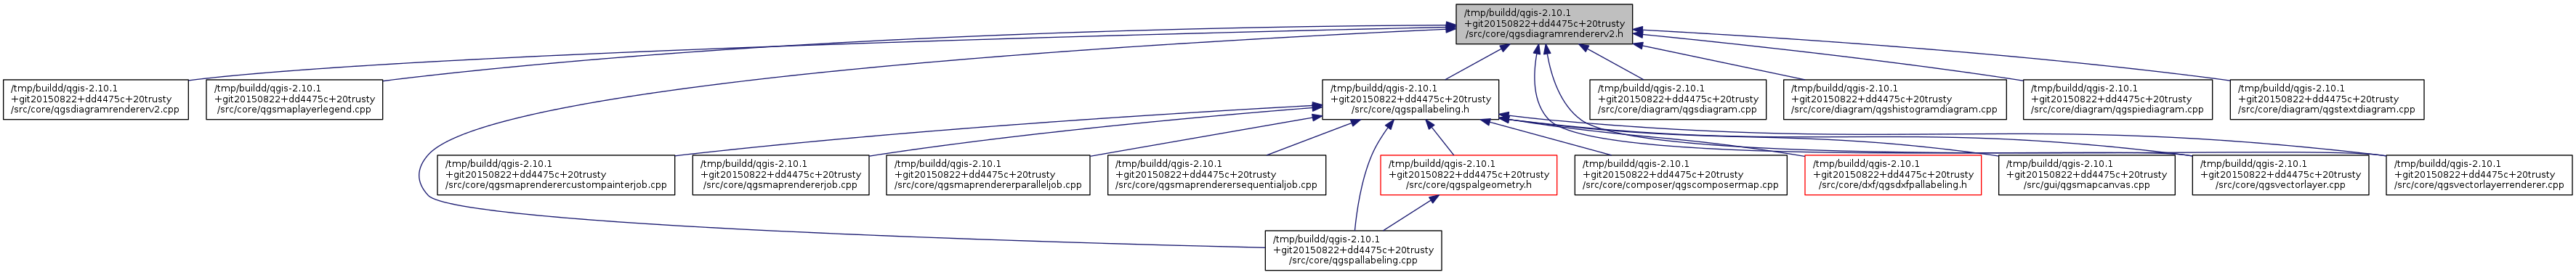 /tmp/buildd/qgis-2.10.1
+git20150822+dd4475c+20trusty
/src/core/qgsdiagramrendererv2.h
/tmp/buildd/qgis-2.10.1
+git20150822+dd4475c+20trusty
/src/core/qgsdiagramrendererv2.cpp
/tmp/buildd/qgis-2.10.1
+git20150822+dd4475c+20trusty
/src/core/qgsmaplayerlegend.cpp
/tmp/buildd/qgis-2.10.1
+git20150822+dd4475c+20trusty
/src/core/qgspallabeling.h
/tmp/buildd/qgis-2.10.1
+git20150822+dd4475c+20trusty
/src/core/diagram/qgsdiagram.cpp
/tmp/buildd/qgis-2.10.1
+git20150822+dd4475c+20trusty
/src/core/diagram/qgshistogramdiagram.cpp
/tmp/buildd/qgis-2.10.1
+git20150822+dd4475c+20trusty
/src/core/diagram/qgspiediagram.cpp
/tmp/buildd/qgis-2.10.1
+git20150822+dd4475c+20trusty
/src/core/diagram/qgstextdiagram.cpp
/tmp/buildd/qgis-2.10.1
+git20150822+dd4475c+20trusty
/src/core/qgsmaprenderercustompainterjob.cpp
/tmp/buildd/qgis-2.10.1
+git20150822+dd4475c+20trusty
/src/core/qgsmaprendererjob.cpp
/tmp/buildd/qgis-2.10.1
+git20150822+dd4475c+20trusty
/src/core/qgsmaprendererparalleljob.cpp
/tmp/buildd/qgis-2.10.1
+git20150822+dd4475c+20trusty
/src/core/qgsmaprenderersequentialjob.cpp
/tmp/buildd/qgis-2.10.1
+git20150822+dd4475c+20trusty
/src/core/qgspalgeometry.h
/tmp/buildd/qgis-2.10.1
+git20150822+dd4475c+20trusty
/src/core/composer/qgscomposermap.cpp
/tmp/buildd/qgis-2.10.1
+git20150822+dd4475c+20trusty
/src/core/dxf/qgsdxfpallabeling.h
/tmp/buildd/qgis-2.10.1
+git20150822+dd4475c+20trusty
/src/gui/qgsmapcanvas.cpp
/tmp/buildd/qgis-2.10.1
+git20150822+dd4475c+20trusty
/src/core/qgsvectorlayer.cpp
/tmp/buildd/qgis-2.10.1
+git20150822+dd4475c+20trusty
/src/core/qgsvectorlayerrenderer.cpp
/tmp/buildd/qgis-2.10.1
+git20150822+dd4475c+20trusty
/src/core/qgspallabeling.cpp